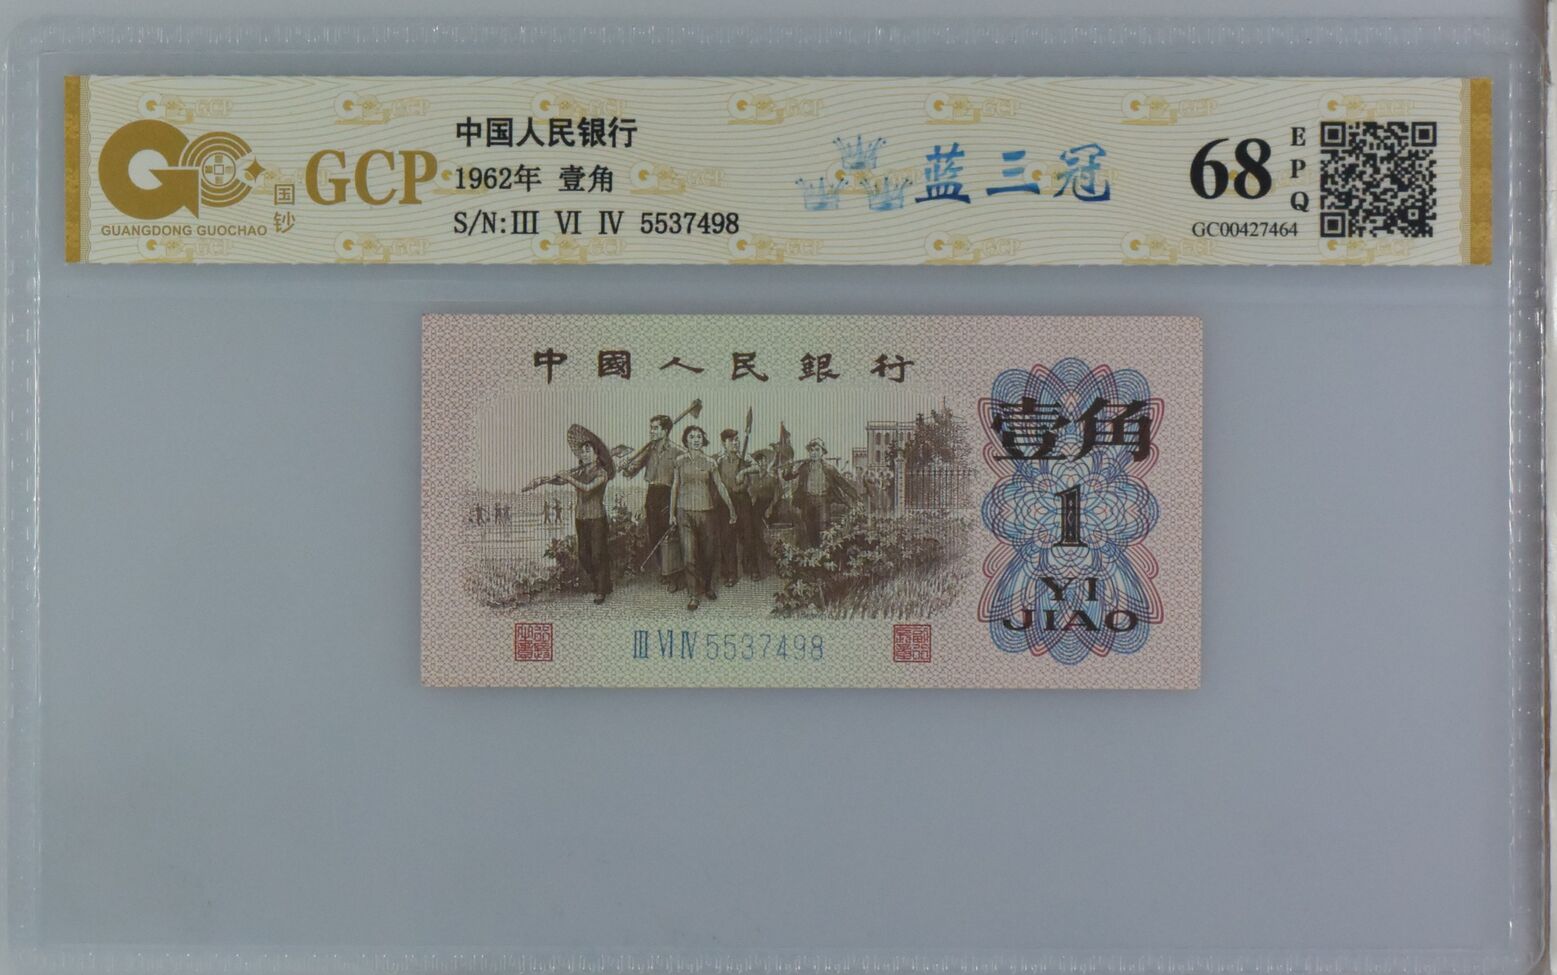 中国人民银行
GCP
1962年 壹角
蓝三冠
68
EPQ
国钞
S/N:Ⅲ Ⅵ Ⅳ 5537498
GUANGDONG GUOCHAO
GC00427464
中國人民銀行
壹角
1
YI
JIAO
Ⅲ Ⅵ Ⅳ 5537498